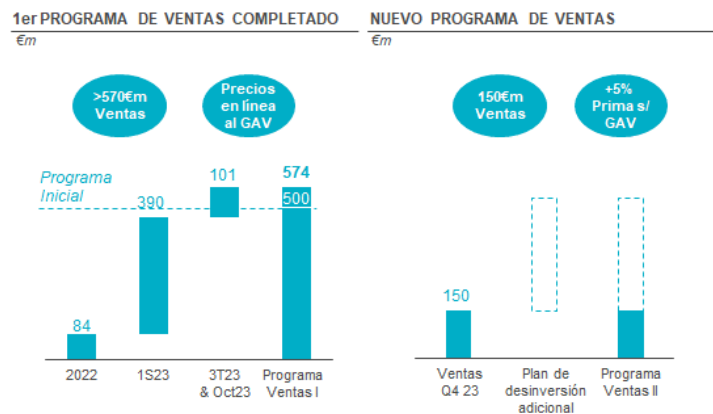 1er PROGRAMA DE VENTAS COMPLETADO
€m
>570€m
Ventas
Precios
en línea
al GAV
Programa
Inicial
84
390
101
574
500
2022
1S23
3T23
& Oct23
Programa
Ventas I
NUEVO PROGRAMA DE VENTAS
€m
150€m
Ventas
+5%
Prima s/
GAV
150
Ventas
Q4 23
Plan de
desinversión
adicional
Programa
Ventas II